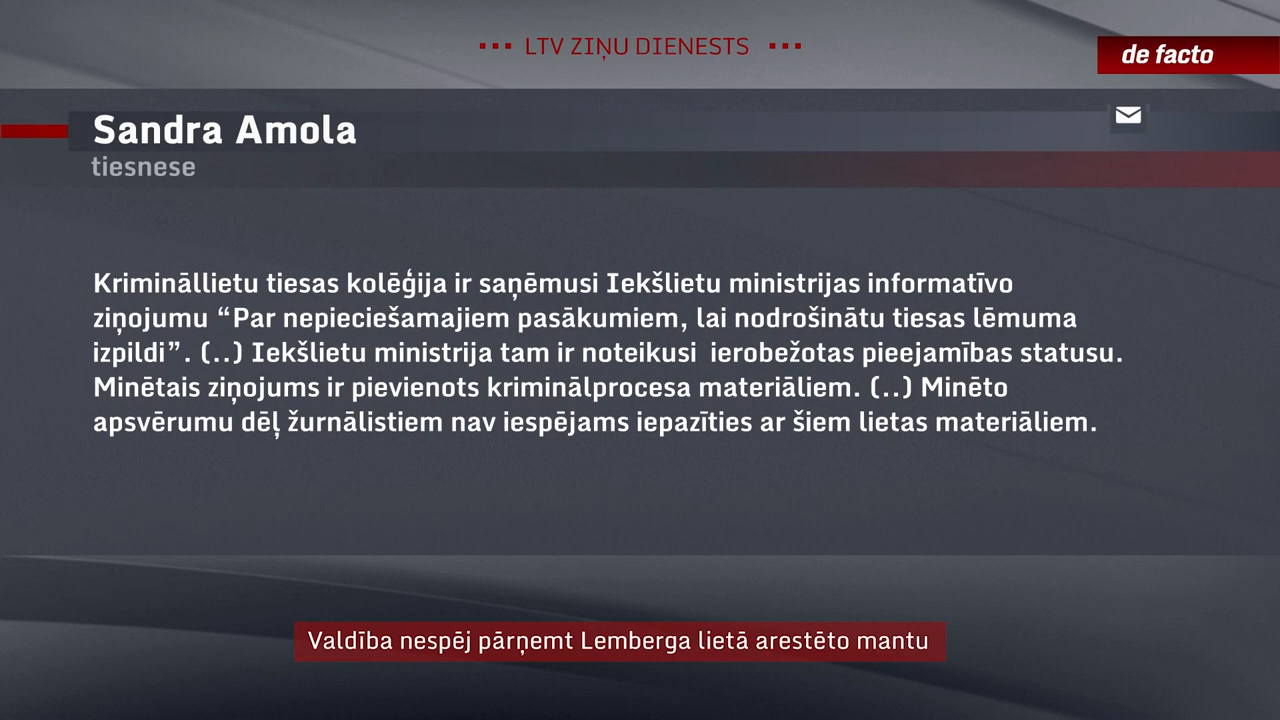 LTV ZIŅU DIENESTS
de facto
Sandra Amola
tiesnese
Krimināllietu tiesas kolēģija ir saņēmusi Iekšlietu ministrijas informatīvo
ziņojumu “Par nepieciešamajiem pasākumiem, lai nodrošinātu tiesas lēmuma
izpildi”. (..) Iekšlietu ministrija tam ir noteikusi  ierobežotas pieejamības statusu.
Minētais ziņojums ir pievienots kriminālprocesa materiāliem. (..) Minēto
apsvērumu dēļ žurnālistiem nav iespējams iepazīties ar šiem lietas materiāliem.
Valdība nespēj pārņemt Lemberga lietā arestēto mantu